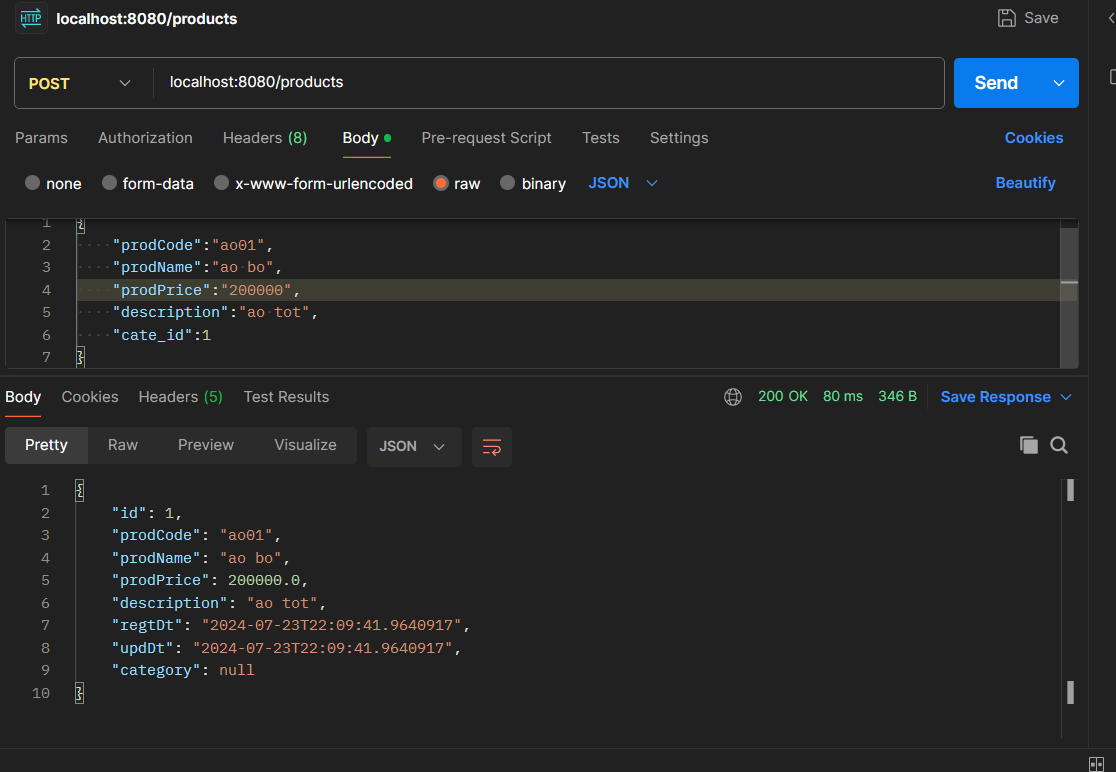 HTTP localhost:8080/products Save
POST localhost:8080/products Send
Params Authorization Headers (8) Body Pre-request Script Tests Settings Cookies
none form-data x-www-form-urlencoded raw binary JSON Beautify
1 {
2 ····"prodCode":"ao01",
3 ····"prodName":"ao·bo",
4 ····"prodPrice":"200000",
5 ····"description":"ao·tot",
6 ····"cate_id":1
7 }
Body Cookies Headers (5) Test Results 200 OK 80 ms 346 B Save Response
Pretty Raw Preview Visualize JSON
1 {
2 "id": 1,
3 "prodCode": "ao01",
4 "prodName": "ao bo",
5 "prodPrice": 200000.0,
6 "description": "ao tot",
7 "regtDt": "2024-07-23T22:09:41.9640917",
8 "updDt": "2024-07-23T22:09:41.9640917",
9 "category": null
10 }